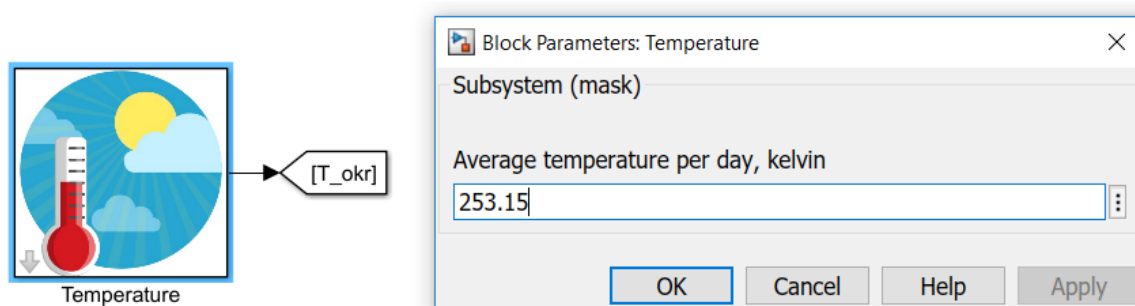 Block Parameters: Temperature
Subsystem (mask)
Average temperature per day, kelvin
253.15
OK Cancel Help Apply
[T_okr]
Temperature